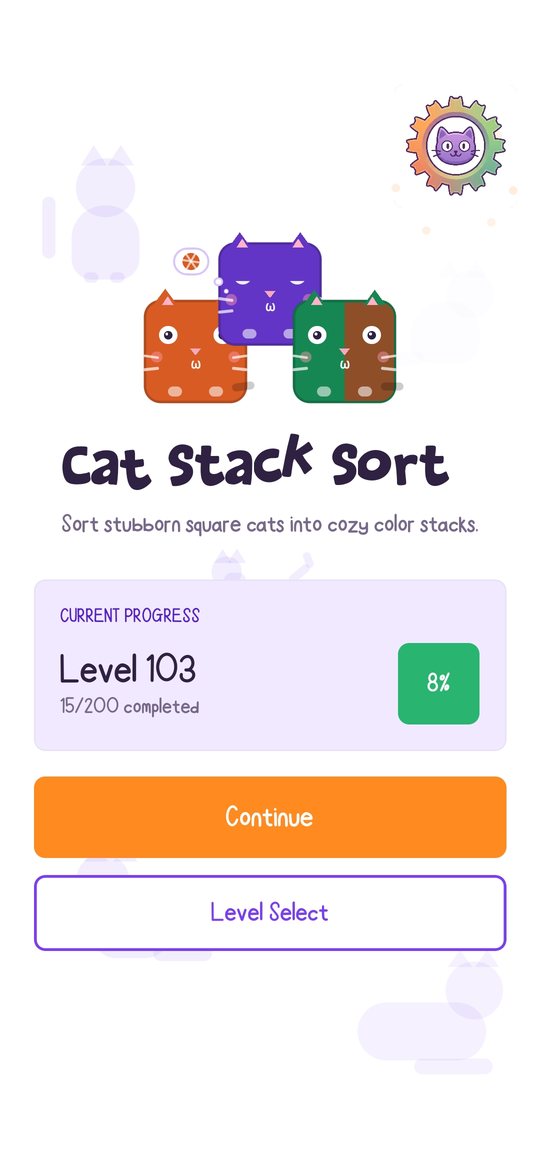 Cat Stack Sort
Sort stubborn square cats into cozy color stacks.
CURRENT PROGRESS
Level 103
15/200 completed
8%
Continue
Level Select